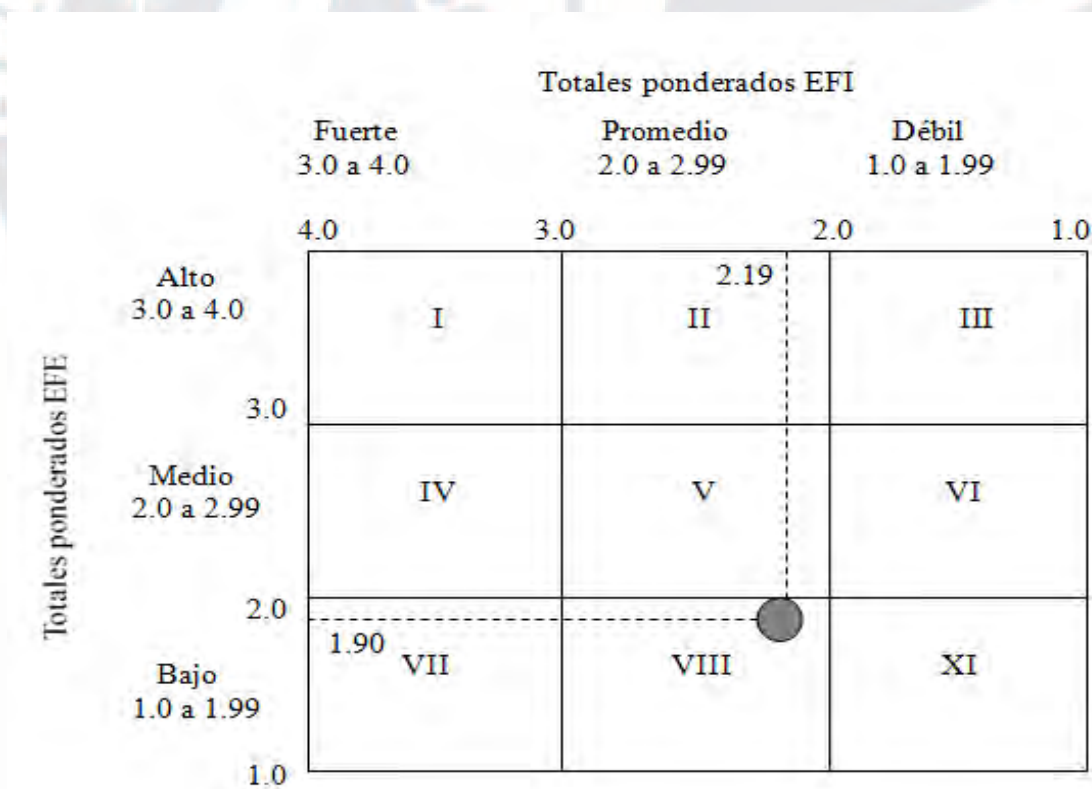 Totales ponderados EFI
Fuerte
3.0 a 4.0
Promedio
2.0 a 2.99
Débil
1.0 a 1.99
4.0 3.0 2.0 1.0
Totales ponderados EFE
Alto
3.0 a 4.0
I
II
2.19
III
3.0
Medio
2.0 a 2.99
IV
V
VI
2.0
1.90
Bajo
1.0 a 1.99
VII
VIII
XI
1.0